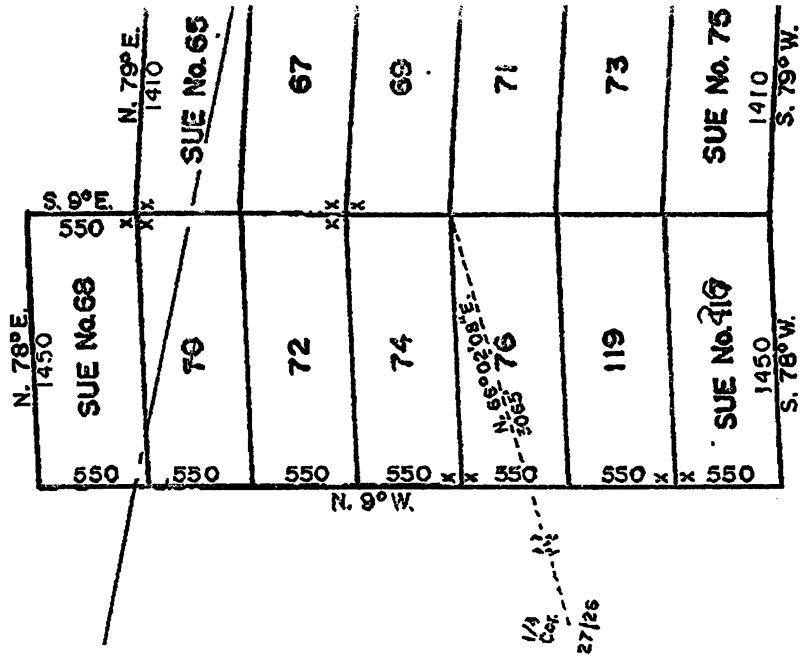 N. 79° E.
1410
SUE No. 65
67
69
71
73
SUE No. 75
1410
S. 79° W.
S. 9° E.
550
N. 78° E.
1450
SUE No. 68
70
72
74
76
119
1450
S. 78° W.
N. 66° 02' 08" E.
550
550
550
550
550
550
550
N. 9° W.
1/4
Cor.
27/26